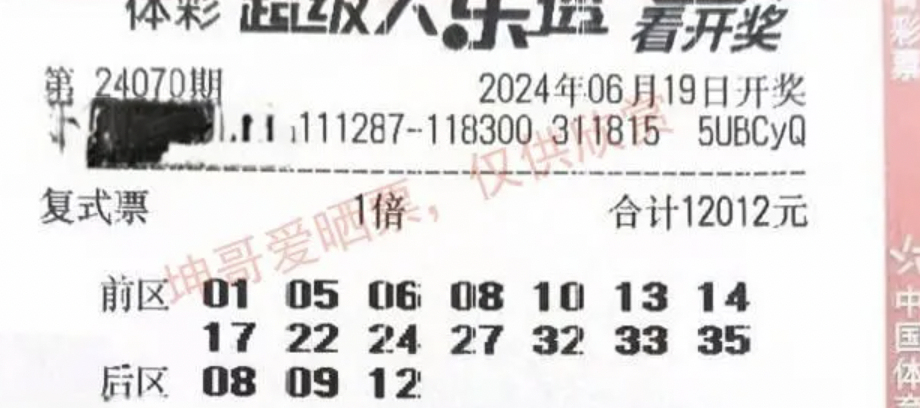 体彩 超级大乐透 看开奖
第 24070期 2024年06月19日开奖
111287-118300 311815 5UBCyQ
复式票 1倍 合计12012元
坤哥爱晒票，仅供欣赏
前区 01 05 06 08 10 13 14
17 22 24 27 32 33 35
后区 08 09 12
彩票
中国体育